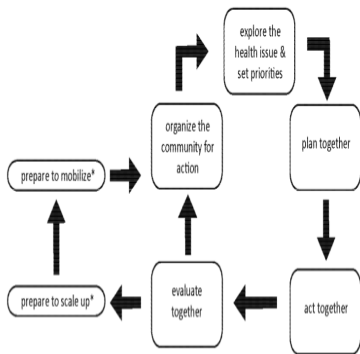 explore the
health issue &
set priorities
organize the
community for
action
plan together
prepare to mobilize*
prepare to scale up*
evaluate
together
act together